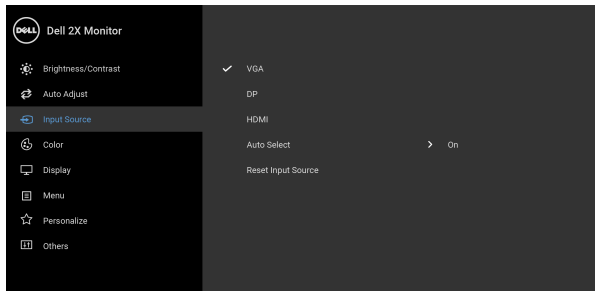 DELL Dell 2X Monitor
Brightness/Contrast
VGA
Auto Adjust
DP
Input Source
HDMI
Color
Auto Select
On
Display
Reset Input Source
Menu
Personalize
Others